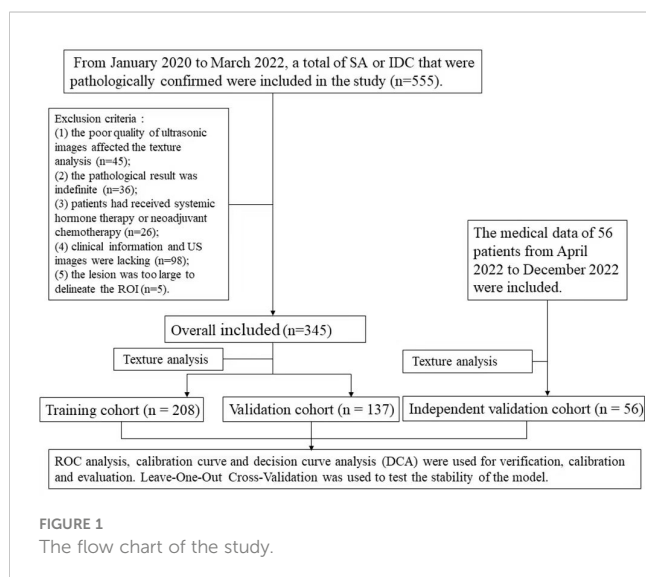 From January 2020 to March 2022, a total of SA or IDC that were
pathologically confirmed were included in the study (n=555).
Exclusion criteria :
(1) the poor quality of ultrasonic
images affected the texture
analysis (n=45);
(2) the pathological result was
indefinite (n=36);
(3) patients had received systemic
hormone therapy or neoadjuvant
chemotherapy (n=26);
(4) clinical information and US
images were lacking (n=98);
(5) the lesion was too large to
delineate the ROI (n=5).
The medical data of 56
patients from April
2022 to December 2022
were included.
Overall included (n=345)
Texture analysis
Texture analysis
Training cohort (n = 208)
Validation cohort (n = 137)
Independent validation cohort (n = 56)
ROC analysis, calibration curve and decision curve analysis (DCA) were used for verification, calibration
and evaluation. Leave-One-Out Cross-Validation was used to test the stability of the model.
FIGURE 1
The flow chart of the study.